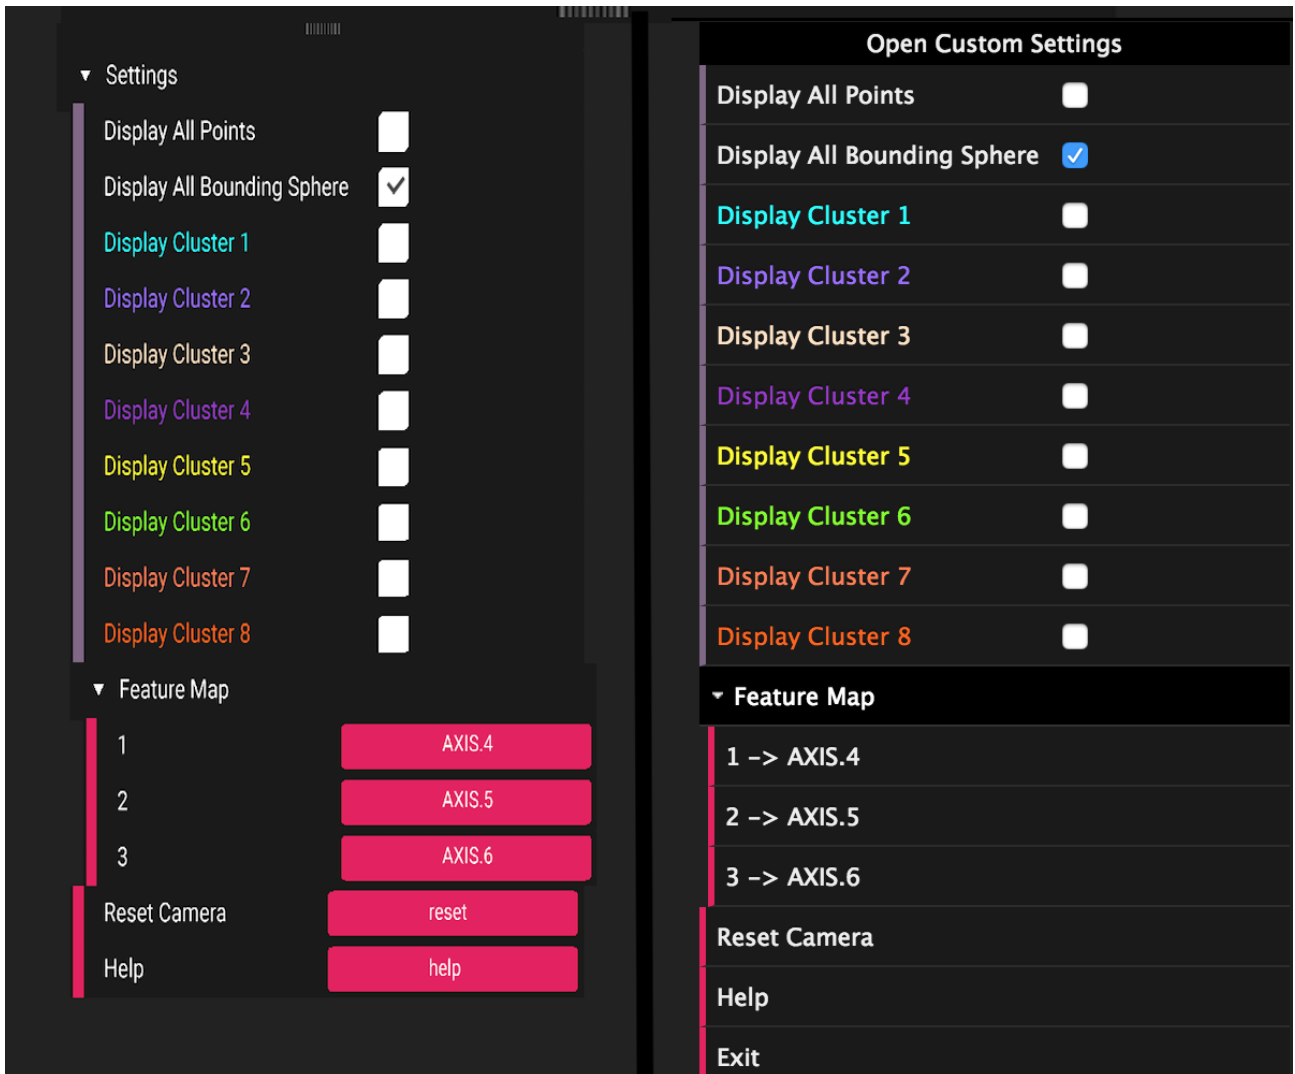 Settings
Display All Points
Display All Bounding Sphere
Display Cluster 1
Display Cluster 2
Display Cluster 3
Display Cluster 4
Display Cluster 5
Display Cluster 6
Display Cluster 7
Display Cluster 8
Feature Map
1 AXIS.4
2 AXIS.5
3 AXIS.6
Reset Camera reset
Help help
Open Custom Settings
Display All Points
Display All Bounding Sphere
Display Cluster 1
Display Cluster 2
Display Cluster 3
Display Cluster 4
Display Cluster 5
Display Cluster 6
Display Cluster 7
Display Cluster 8
Feature Map
1 -> AXIS.4
2 -> AXIS.5
3 -> AXIS.6
Reset Camera
Help
Exit